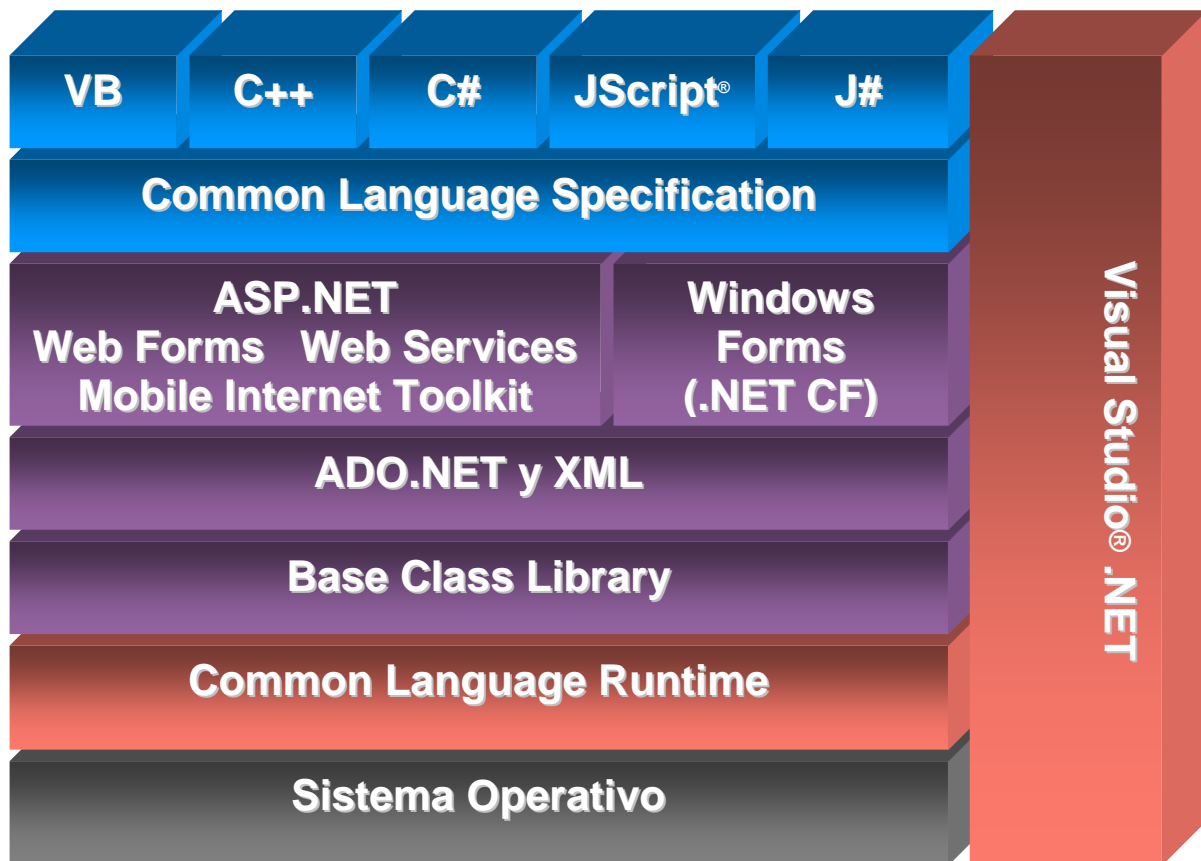 VB
C++
C#
JScript®
J#
Common Language Specification
ASP.NET
Web Forms Web Services
Mobile Internet Toolkit
Windows
Forms
(.NET CF)
ADO.NET y XML
Base Class Library
Common Language Runtime
Sistema Operativo
Visual Studio® .NET